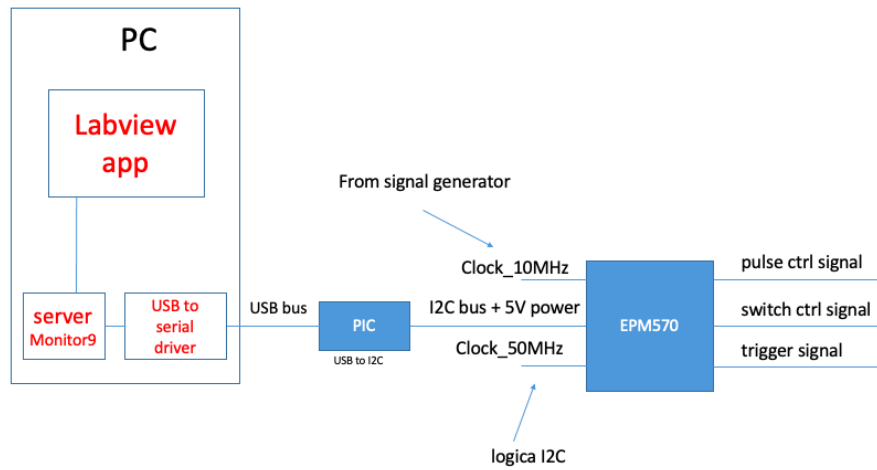 PC
Labview
app
server
Monitor9
USB to
serial
driver
USB bus
PIC
USB to I2C
From signal generator
Clock_10MHz
I2C bus + 5V power
Clock_50MHz
logica I2C
EPM570
pulse ctrl signal
switch ctrl signal
trigger signal